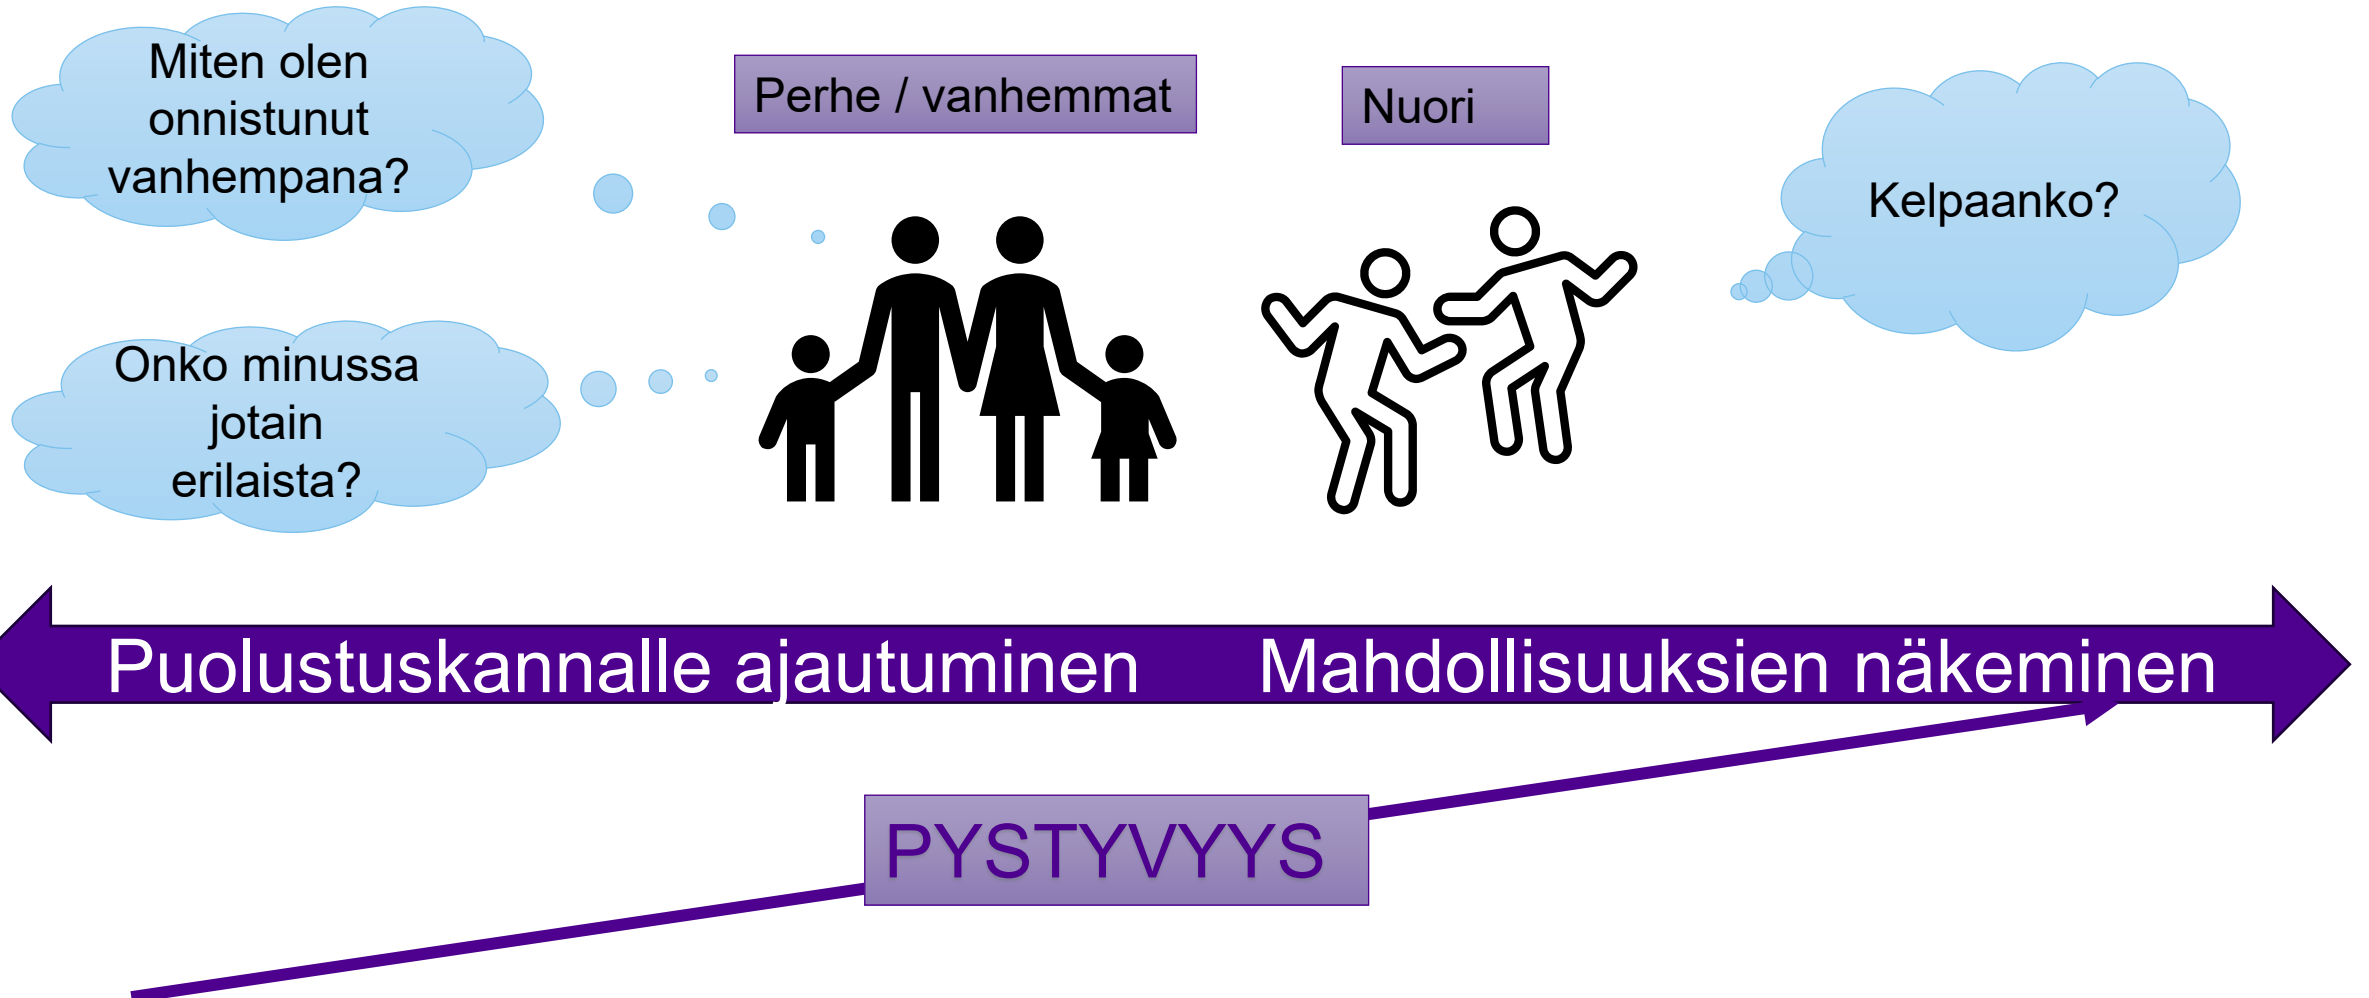 Miten olen
onnistunut
vanhempana?
Perhe / vanhemmat
Nuori
Kelpaanko?
Onko minussa
jotain
erilaista?
Puolustuskannalle ajautuminen
Mahdollisuuksien näkeminen
PYSTYVYYS